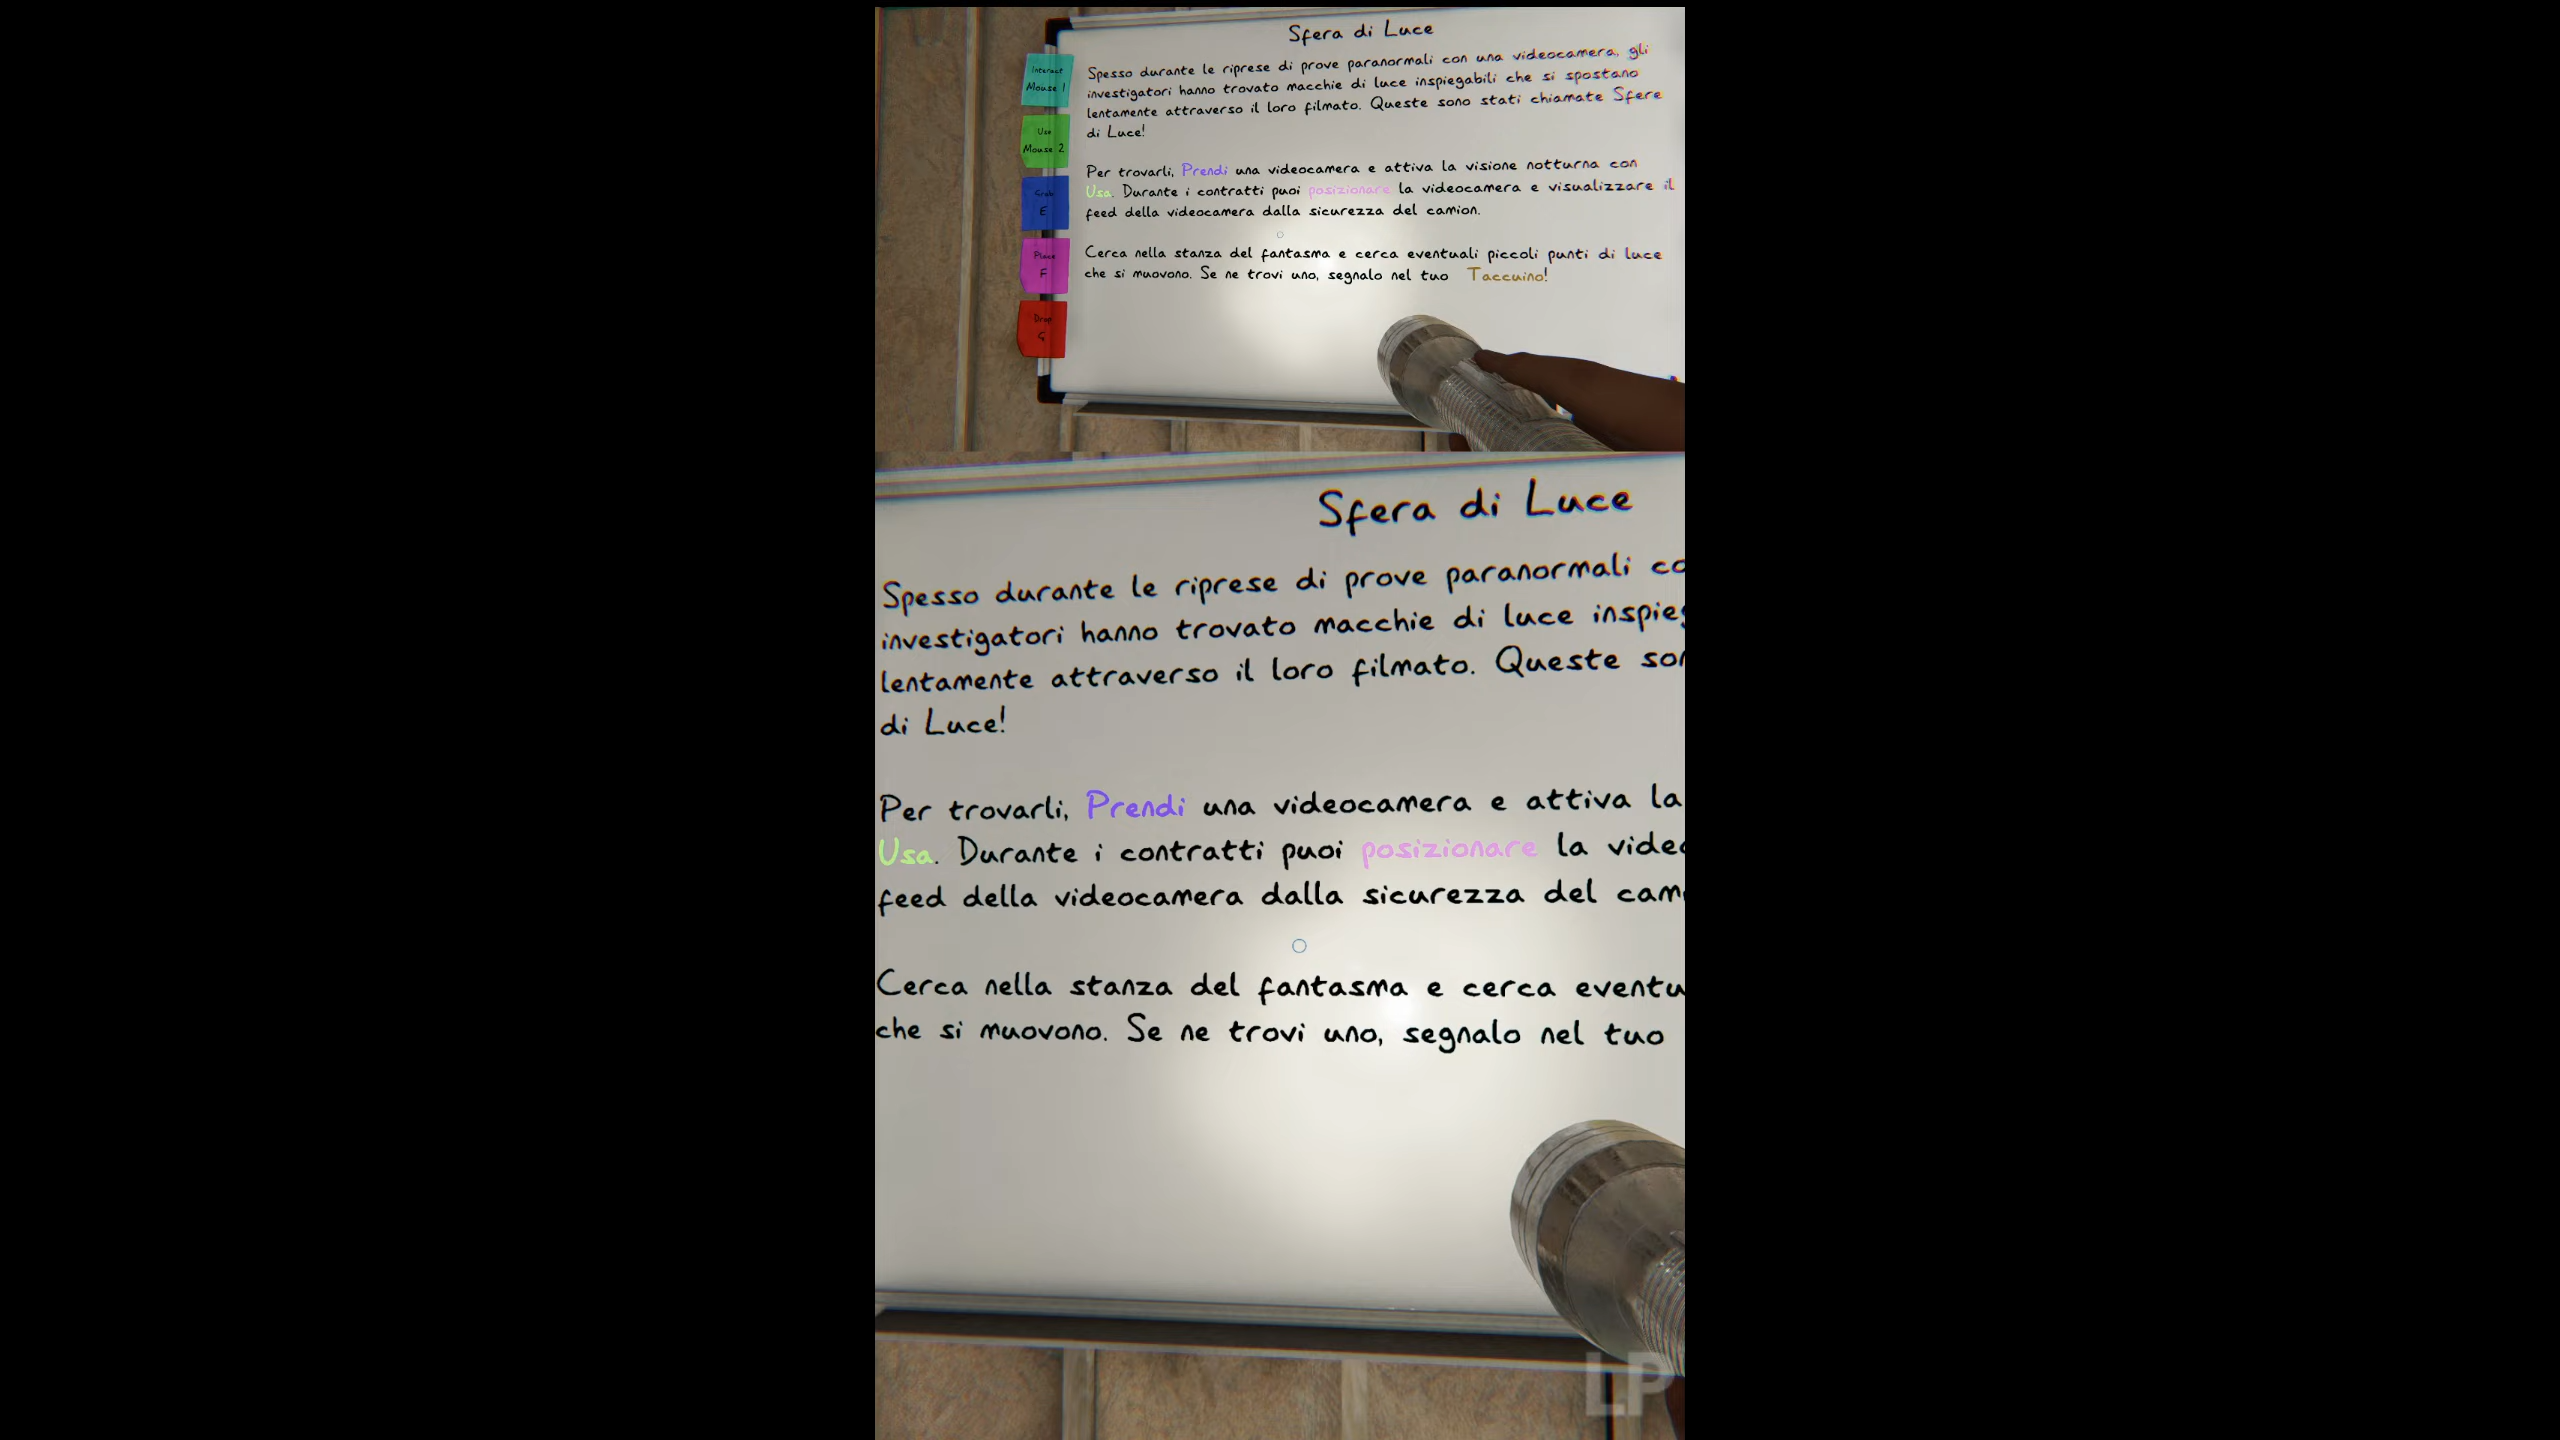 Sfera di Luce
Spesso durante le riprese di prove paranormali con una videocamera, gli
investigatori hanno trovato macchie di luce inspiegabili che si spostano
lentamente attraverso il loro filmato. Queste sono stati chiamate Sfere
di Luce!
Per trovarli, Prendi una videocamera e attiva la visione notturna con
Usa. Durante i contratti puoi posizionare la videocamera e visualizzare il
feed della videocamera dalla sicurezza del camion.
Cerca nella stanza del fantasma e cerca eventuali piccoli punti di luce
che si muovono. Se ne trovi uno, segnalo nel tuo Taccuino!
Interact
Mouse 1
Use
Mouse 2
Grab
E
Place
F
Drop
G
Sfera di Luce
Spesso durante le riprese di prove paranormali co
investigatori hanno trovato macchie di luce inspieg
lentamente attraverso il loro filmato. Queste son
di Luce!
Per trovarli, Prendi una videocamera e attiva la
Usa. Durante i contratti puoi posizionare la video
feed della videocamera dalla sicurezza del cam
Cerca nella stanza del fantasma e cerca eventu
che si muovono. Se ne trovi uno, segnalo nel tuo
LP